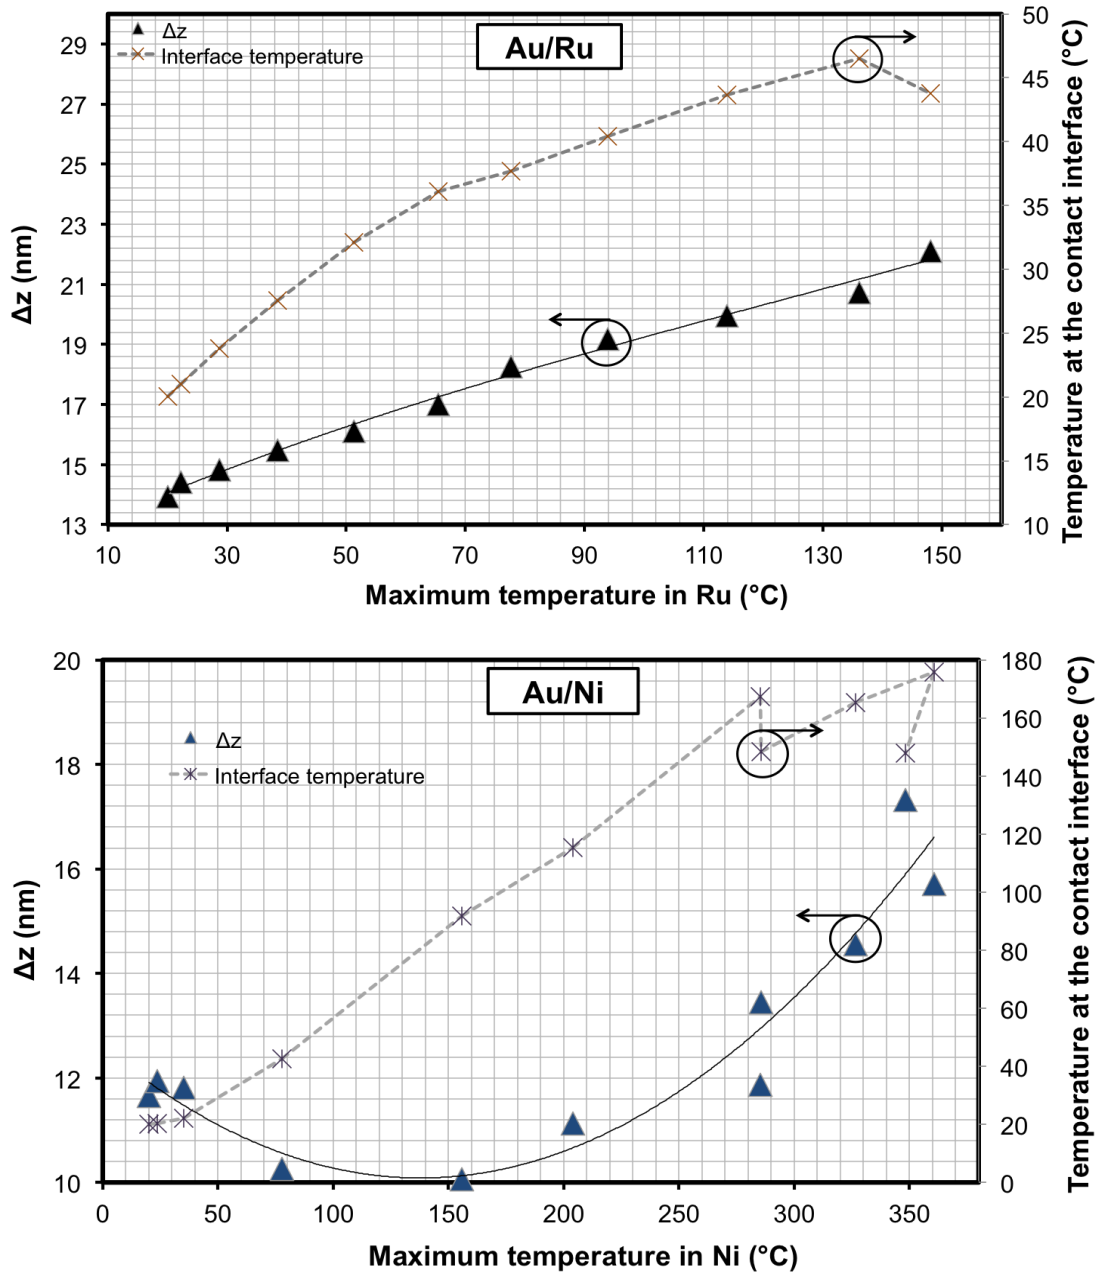 Au/Ru
Δz
Interface temperature
29
27
25
23
21
19
17
15
13
Δz (nm)
50
45
40
35
30
25
20
15
10
Temperature at the contact interface (°C)
10 30 50 70 90 110 130 150
Maximum temperature in Ru (°C)
Au/Ni
Δz
Interface temperature
20
18
16
14
12
10
Δz (nm)
180
160
140
120
100
80
60
40
20
0
Temperature at the contact interface (°C)
0 50 100 150 200 250 300 350
Maximum temperature in Ni (°C)